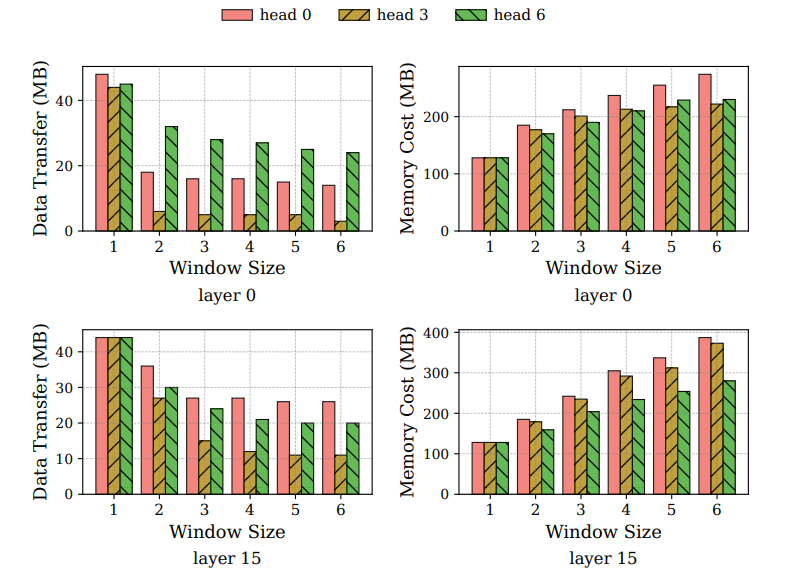 head 0 head 3 head 6
Data Transfer (MB)
40
20
0
1 2 3 4 5 6
Window Size
layer 0
Memory Cost (MB)
200
100
0
1 2 3 4 5 6
Window Size
layer 0
Data Transfer (MB)
40
30
20
10
0
1 2 3 4 5 6
Window Size
layer 15
Memory Cost (MB)
400
300
200
100
0
1 2 3 4 5 6
Window Size
layer 15